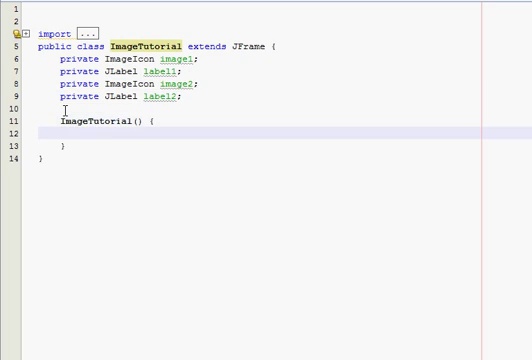 1
2
import ...
5 public class ImageTutorial extends JFrame {
6 private ImageIcon image1;
7 private JLabel label1;
8 private ImageIcon image2;
9 private JLabel label2;
10
11 ImageTutorial() {
12
13 }
14 }